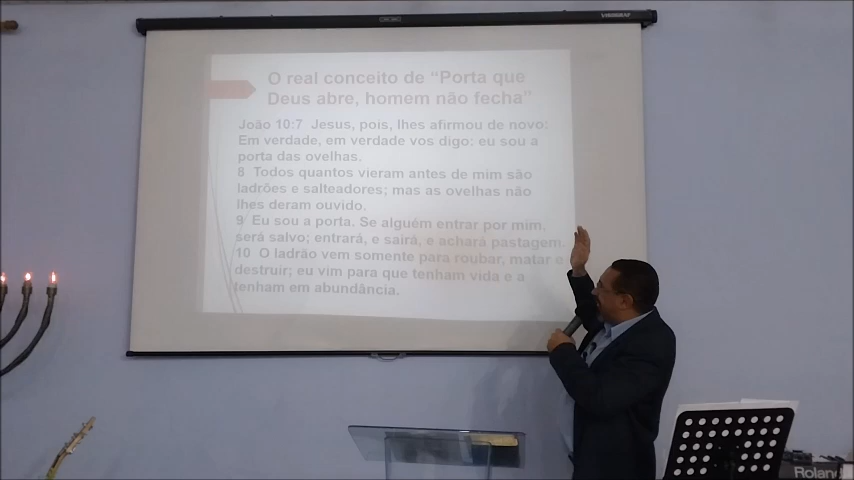 VISOGRAF
O real conceito de “Porta que
Deus abre, homem não fecha”
João 10:7 Jesus, pois, lhes afirmou de novo:
Em verdade, em verdade vos digo: eu sou a
porta das ovelhas.
8 Todos quantos vieram antes de mim são
ladrões e salteadores; mas as ovelhas não
lhes deram ouvido.
9 Eu sou a porta. Se alguém entrar por mim,
será salvo; entrará, e sairá, e achará pastagem.
10 O ladrão vem somente para roubar, matar e
destruir; eu vim para que tenham vida e a
tenham em abundância.
Roland